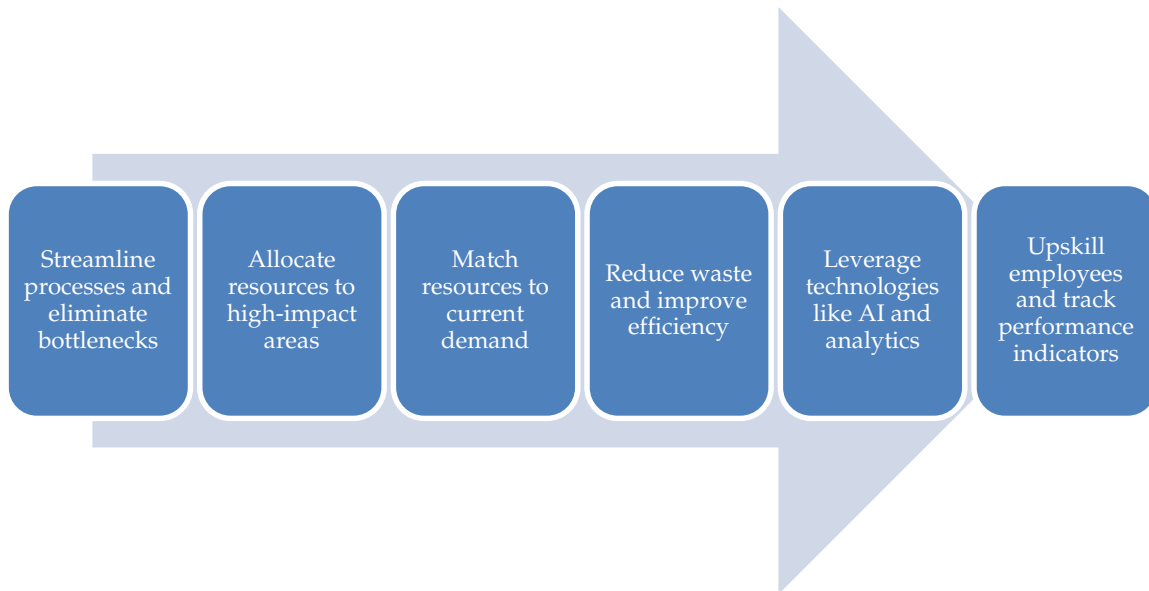 Streamline
processes and
eliminate
bottlenecks
Allocate
resources to
high-impact
areas
Match
resources to
current
demand
Reduce waste
and improve
efficiency
Leverage
technologies
like AI and
analytics
Upskill
employees
and track
performance
indicators